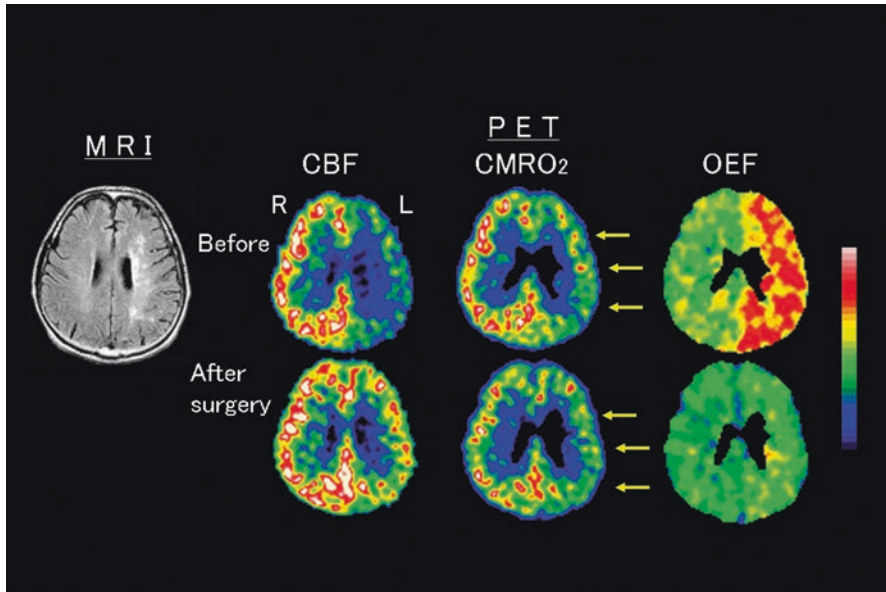 MRI
PET
CBF
CMRO₂
OEF
R
L
Before
After
surgery